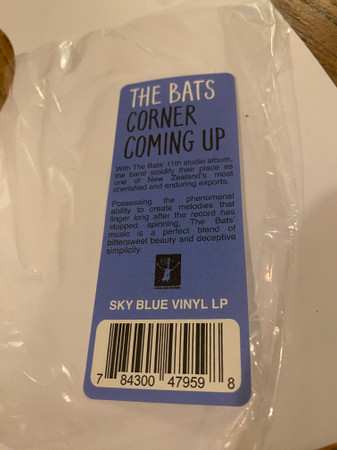 THE BATS
CORNER
COMING UP
With The Bats' 11th studio album,
the band solidify their place as
one of New Zealand's most
cherished and enduring exports.
Possessing the phenomenal
ability to create melodies that
linger long after the record has
stopped spinning, The Bats'
music is a perfect blend of
bittersweet beauty and deceptive
simplicity.
SKY BLUE VINYL LP
7 84300 47959 8